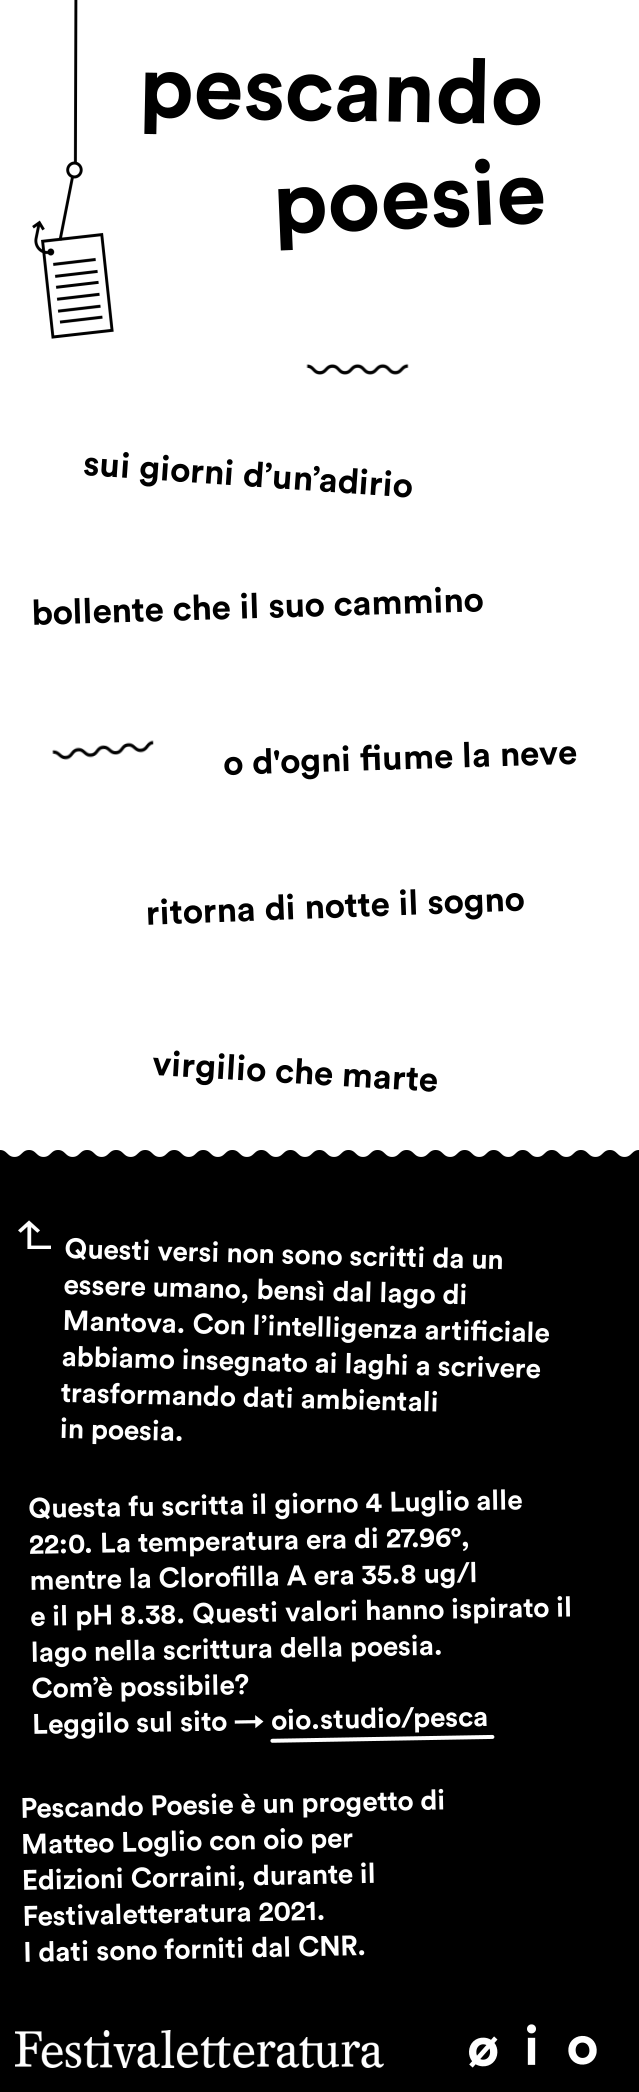 pescando
poesie
sui giorni d’un’adirio
bollente che il suo cammino
o d'ogni fiume la neve
ritorna di notte il sogno
virgilio che marte
Questi versi non sono scritti da un
essere umano, bensì dal lago di
Mantova. Con l’intelligenza artificiale
abbiamo insegnato ai laghi a scrivere
trasformando dati ambientali
in poesia.
Questa fu scritta il giorno 4 Luglio alle
22:0. La temperatura era di 27.96°,
mentre la Clorofilla A era 35.8 ug/l
e il pH 8.38. Questi valori hanno ispirato il
lago nella scrittura della poesia.
Com’è possibile?
Leggilo sul sito → oio.studio/pesca
Pescando Poesie è un progetto di
Matteo Loglio con oio per
Edizioni Corraini, durante il
Festivaletteratura 2021.
I dati sono forniti dal CNR.
Festivaletteratura ø i o